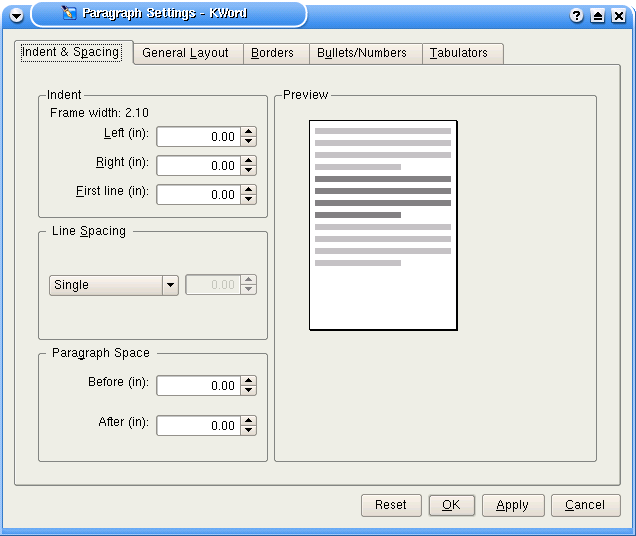 Paragraph Settings - KWord
Indent & Spacing
General Layout
Borders
Bullets/Numbers
Tabulators
Indent
Frame width: 2.10
Left (in): 0.00
Right (in): 0.00
First line (in): 0.00
Line Spacing
Single 0.00
Paragraph Space
Before (in): 0.00
After (in): 0.00
Preview
Reset
OK
Apply
Cancel